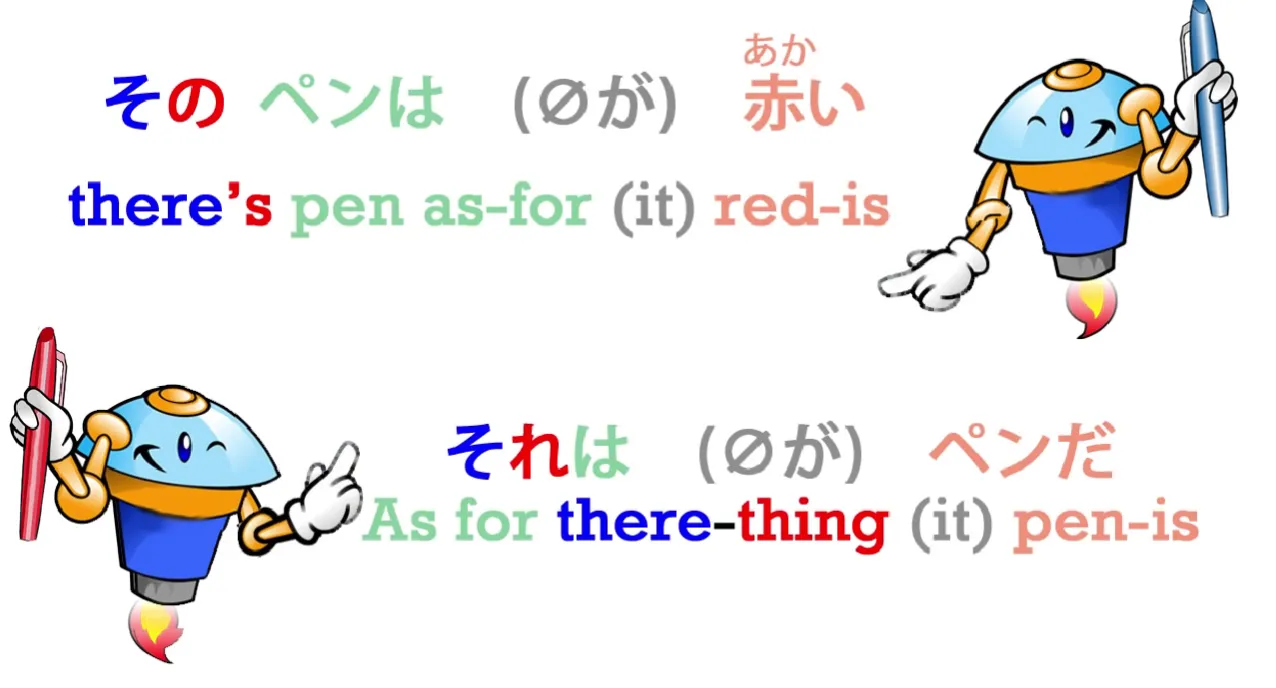 あか
その ペンは (∅が) 赤い
there's pen as-for (it) red-is
それは (∅が) ペンだ
As for there-thing (it) pen-is